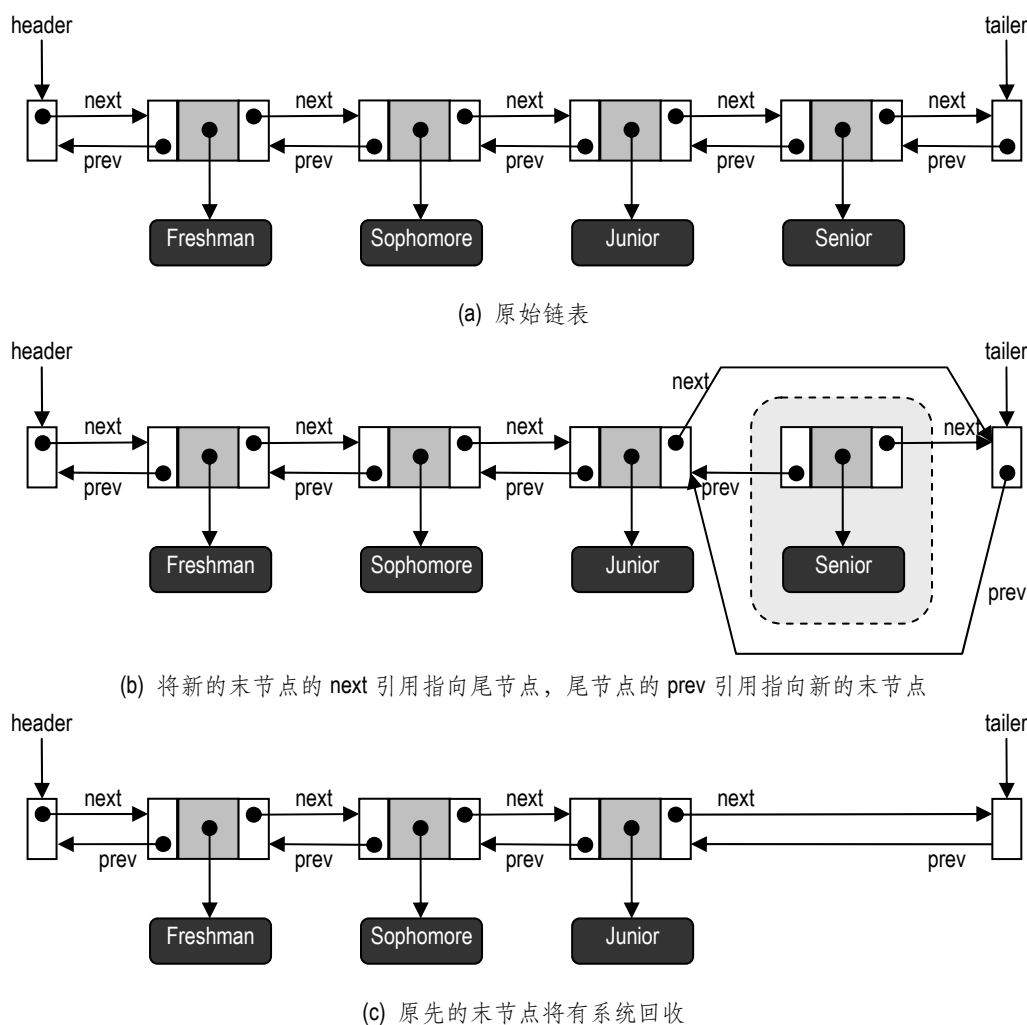 header tailer
next next next next next
prev prev prev prev prev
Freshman Sophomore Junior Senior
(a) 原始链表
header tailer
next
next next next next
prev prev prev prev
Freshman Sophomore Junior Senior
prev
(b) 将新的末节点的 next 引用指向尾节点，尾节点的 prev 引用指向新的末节点
header tailer
next next next next
prev prev prev prev
Freshman Sophomore Junior
(c) 原先的末节点将有系统回收